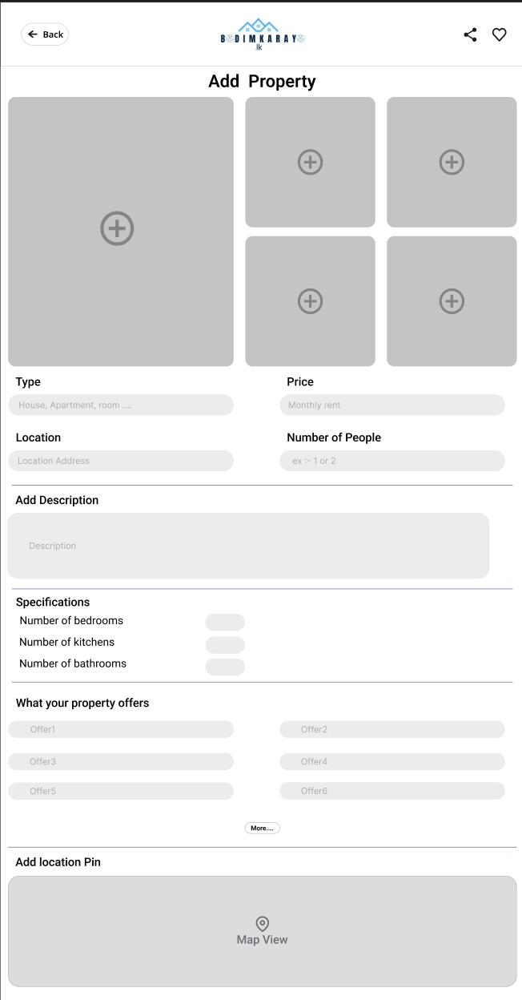 Back
BODIMKARAYO
.lk
Add Property
Type
Price
House, Apartment, room ....
Monthly rent
Location
Number of People
Location Address
ex :- 1 or 2
Add Description
Description
Specifications
Number of bedrooms
Number of kitchens
Number of bathrooms
What your property offers
Offer1
Offer2
Offer3
Offer4
Offer5
Offer6
More....
Add location Pin
Map View